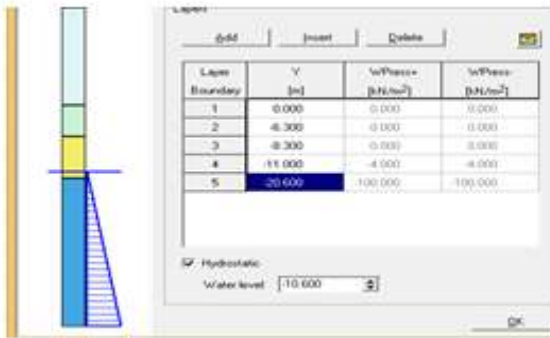 Layers
Add Insert Delete
Layer Boundary Y [m] WPress+ [kN/m²] WPress- [kN/m²]
1 0.000 0.000 0.000
2 -6.300 0.000 0.000
3 -8.300 0.000 0.000
4 -11.000 -4.000 -4.000
5 -20.600 -100.000 -100.000
Hydrostatic
Water level -10.600
OK